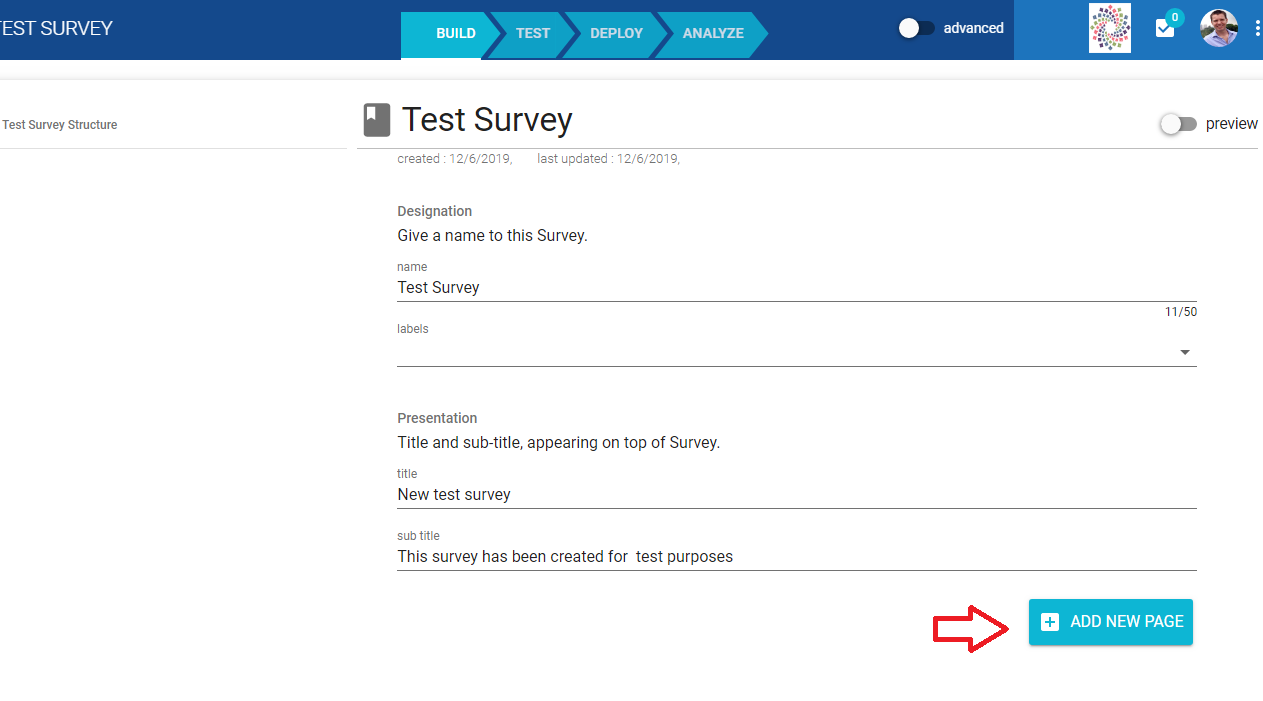 TEST SURVEY
BUILD
TEST
DEPLOY
ANALYZE
advanced
0
Test Survey Structure
Test Survey
preview
created : 12/6/2019, last updated : 12/6/2019,
Designation
Give a name to this Survey.
name
Test Survey
11/50
labels
Presentation
Title and sub-title, appearing on top of Survey.
title
New test survey
sub title
This survey has been created for  test purposes
ADD NEW PAGE